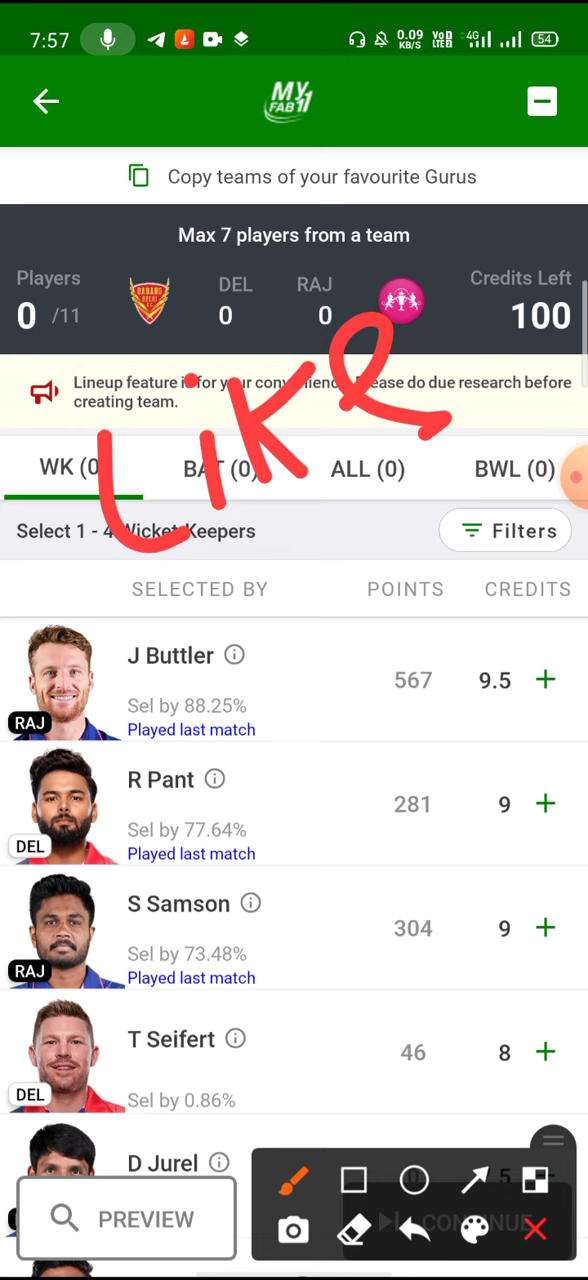 7:57
0.09 KB/S
VoD LTE2
4G
54
MY FAB11
Copy teams of your favourite Gurus
Max 7 players from a team
Players
0 /11
DEL
0
RAJ
0
Credits Left
100
Lineup feature is for your convenience. Please do due research before
creating team.
LIKE
WK (0
BAT (0)
ALL (0)
BWL (0)
Select 1 - 4 Wicket Keepers
Filters
SELECTED BY
POINTS
CREDITS
J Buttler
567
9.5
+
Sel by 88.25%
RAJ
Played last match
R Pant
281
9
+
Sel by 77.64%
DEL
Played last match
S Samson
304
9
+
Sel by 73.48%
RAJ
Played last match
T Seifert
46
8
+
DEL
Sel by 0.86%
D Jurel
PREVIEW
CONTINUE